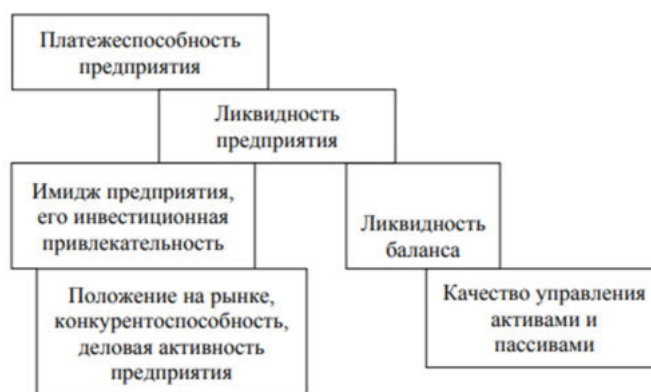 Платежеспособность
предприятия
Ликвидность
предприятия
Имидж предприятия,
его инвестиционная
привлекательность
Ликвидность
баланса
Положение на рынке,
конкурентоспособность,
деловая активность
предприятия
Качество управления
активами и
пассивами